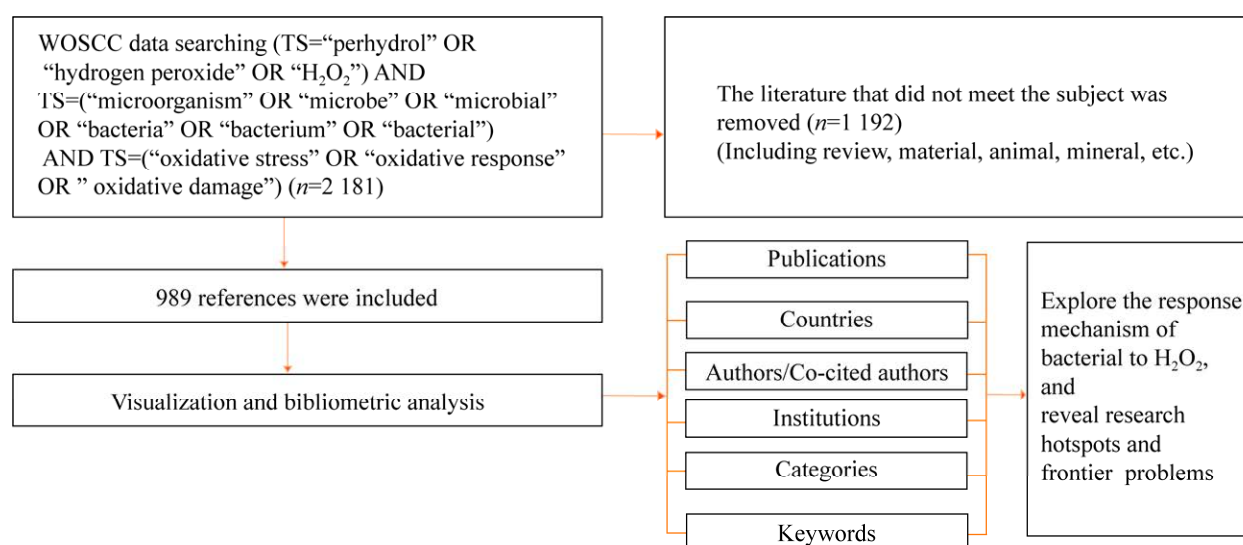 WOSCC data searching (TS=“perhydrol” OR
“hydrogen peroxide” OR “H₂O₂”) AND
TS=(“microorganism” OR “microbe” OR “microbial”
OR “bacteria” OR “bacterium” OR “bacterial”)
AND TS=(“oxidative stress” OR “oxidative response”
OR ” oxidative damage”) (n=2 181)
The literature that did not meet the subject was
removed (n=1 192)
(Including review, material, animal, mineral, etc.)
989 references were included
Visualization and bibliometric analysis
Publications
Countries
Authors/Co-cited authors
Institutions
Categories
Keywords
Explore the response
mechanism of
bacterial to H₂O₂,
and
reveal research
hotspots and
frontier problems